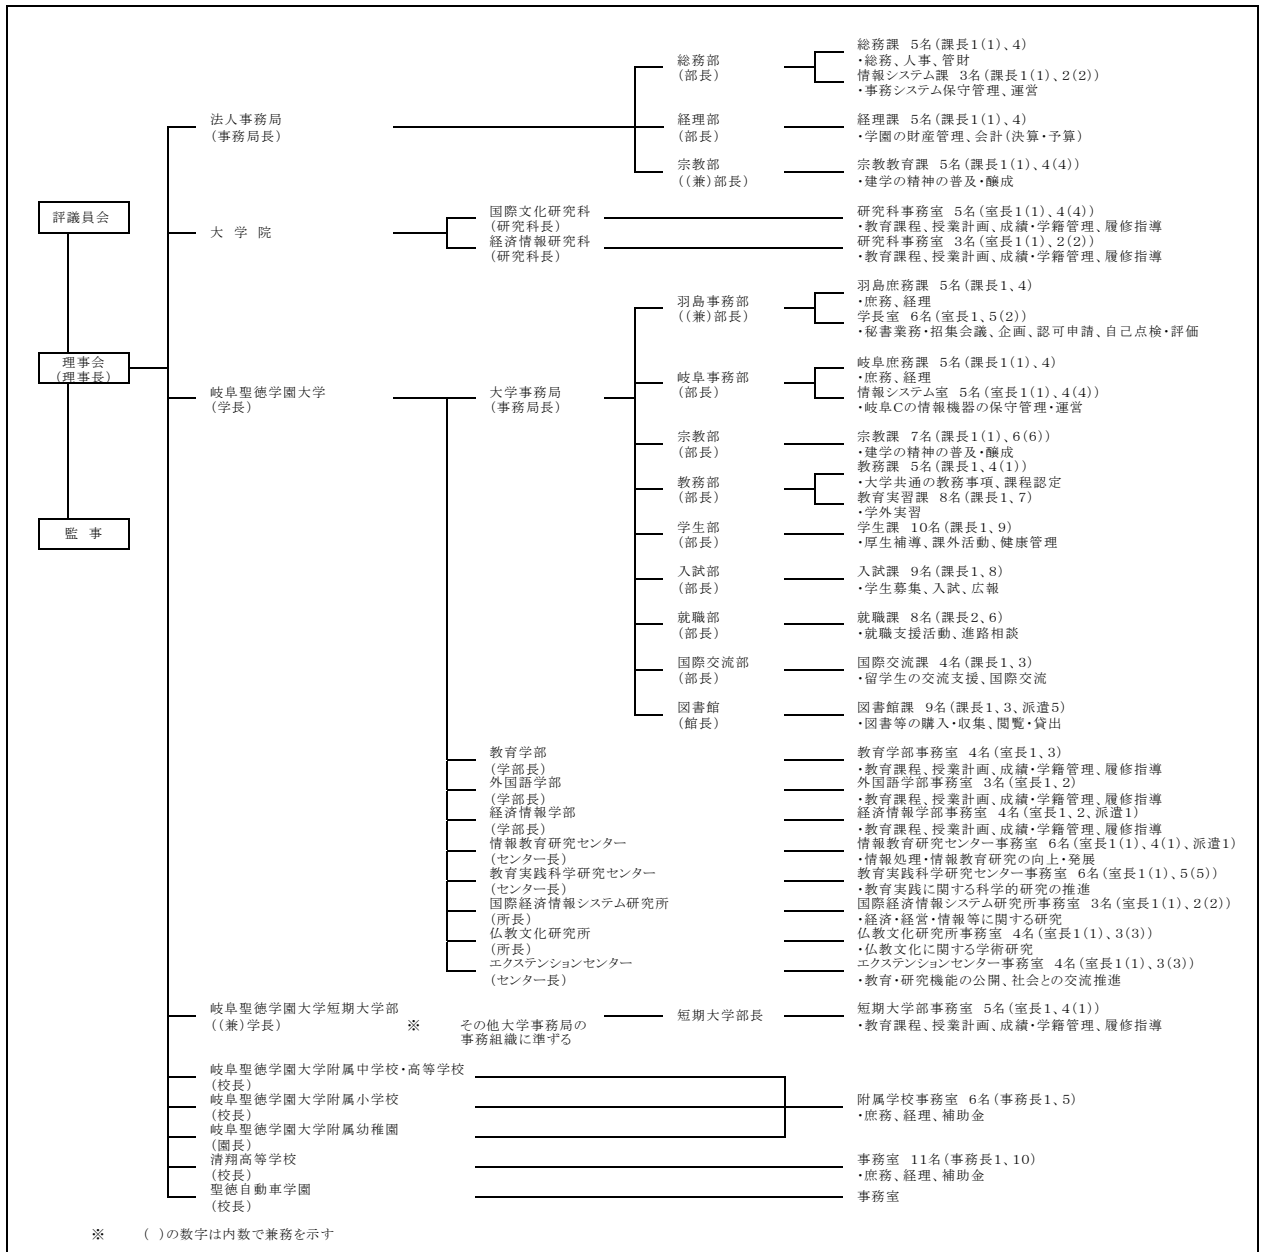 総務課 5名(課長1(1)、4)
総務部
(部長)
・総務、人事、管財
情報システム課 3名(課長1(1)、2(2))
・事務システム保守管理、運営
法人事務局
(事務局長)
経理部
(部長)
経理課 5名(課長1(1)、4)
・学園の財産管理、会計(決算・予算)
宗教部
((兼)部長)
宗教教育課 5名(課長1(1)、4(4))
・建学の精神の普及・醸成
評議員会
大 学 院
国際文化研究科
(研究科長)
研究科事務室 5名(室長1(1)、4(4))
・教育課程、授業計画、成績・学籍管理、履修指導
経済情報研究科
(研究科長)
研究科事務室 3名(室長1(1)、2(2))
・教育課程、授業計画、成績・学籍管理、履修指導
羽島事務部
((兼)部長)
羽島庶務課 5名(課長1、4)
・庶務、経理
学長室 6名(室長1、5(2))
・秘書業務・招集会議、企画、認可申請、自己点検・評価
理事会
(理事長)
岐阜聖徳学園大学
(学長)
大学事務局
(事務局長)
岐阜事務部
(部長)
岐阜庶務課 5名(課長1(1)、4)
・庶務、経理
情報システム室 5名(室長1(1)、4(4))
・岐阜Cの情報機器の保守管理・運営
宗教部
(部長)
宗教課 7名(課長1(1)、6(6))
・建学の精神の普及・醸成
教務部
(部長)
教務課 5名(課長1、4(1))
・大学共通の教務事項、課程認定
教育実習課 8名(課長1、7)
・学外実習
監 事
学生部
(部長)
学生課 10名(課長1、9)
・厚生補導、課外活動、健康管理
入試部
(部長)
入試課 9名(課長1、8)
・学生募集、入試、広報
就職部
(部長)
就職課 8名(課長2、6)
・就職支援活動、進路相談
国際交流部
(部長)
国際交流課 4名(課長1、3)
・留学生の交流支援、国際交流
図書館
(館長)
図書館課 9名(課長1、3、派遣5)
・図書等の購入・収集、閲覧・貸出
教育学部
(学部長)
教育学部事務室 4名(室長1、3)
・教育課程、授業計画、成績・学籍管理、履修指導
外国語学部
(学部長)
外国語学部事務室 3名(室長1、2)
・教育課程、授業計画、成績・学籍管理、履修指導
経済情報学部
(学部長)
経済情報学部事務室 4名(室長1、2、派遣1)
・教育課程、授業計画、成績・学籍管理、履修指導
情報教育研究センター
(センター長)
情報教育研究センター事務室 6名(室長1(1)、4(1)、派遣1)
・情報処理・情報教育研究の向上・発展
教育実践科学研究センター
(センター長)
教育実践科学研究センター事務室 6名(室長1(1)、5(5))
・教育実践に関する科学的研究の推進
国際経済情報システム研究所
(所長)
国際経済情報システム研究所事務室 3名(室長1(1)、2(2))
・経済・経営・情報等に関する研究
仏教文化研究所
(所長)
仏教文化研究所事務室 4名(室長1(1)、3(3))
・仏教文化に関する学術研究
エクステンションセンター
(センター長)
エクステンションセンター事務室 4名(室長1(1)、3(3))
・教育・研究機能の公開、社会との交流推進
岐阜聖徳学園大学短期大学部
((兼)学長)
※ その他大学事務局の
事務組織に準ずる
短期大学部長
短期大学部事務室 5名(室長1、4(1))
・教育課程、授業計画、成績・学籍管理、履修指導
岐阜聖徳学園大学附属中学校・高等学校
(校長)
岐阜聖徳学園大学附属小学校
(校長)
附属学校事務室 6名(事務長1、5)
・庶務、経理、補助金
岐阜聖徳学園大学附属幼稚園
(園長)
清翔高等学校
(校長)
事務室 11名(事務長1、10)
・庶務、経理、補助金
聖徳自動車学園
(校長)
事務室
※ ( )の数字は内数で兼務を示す